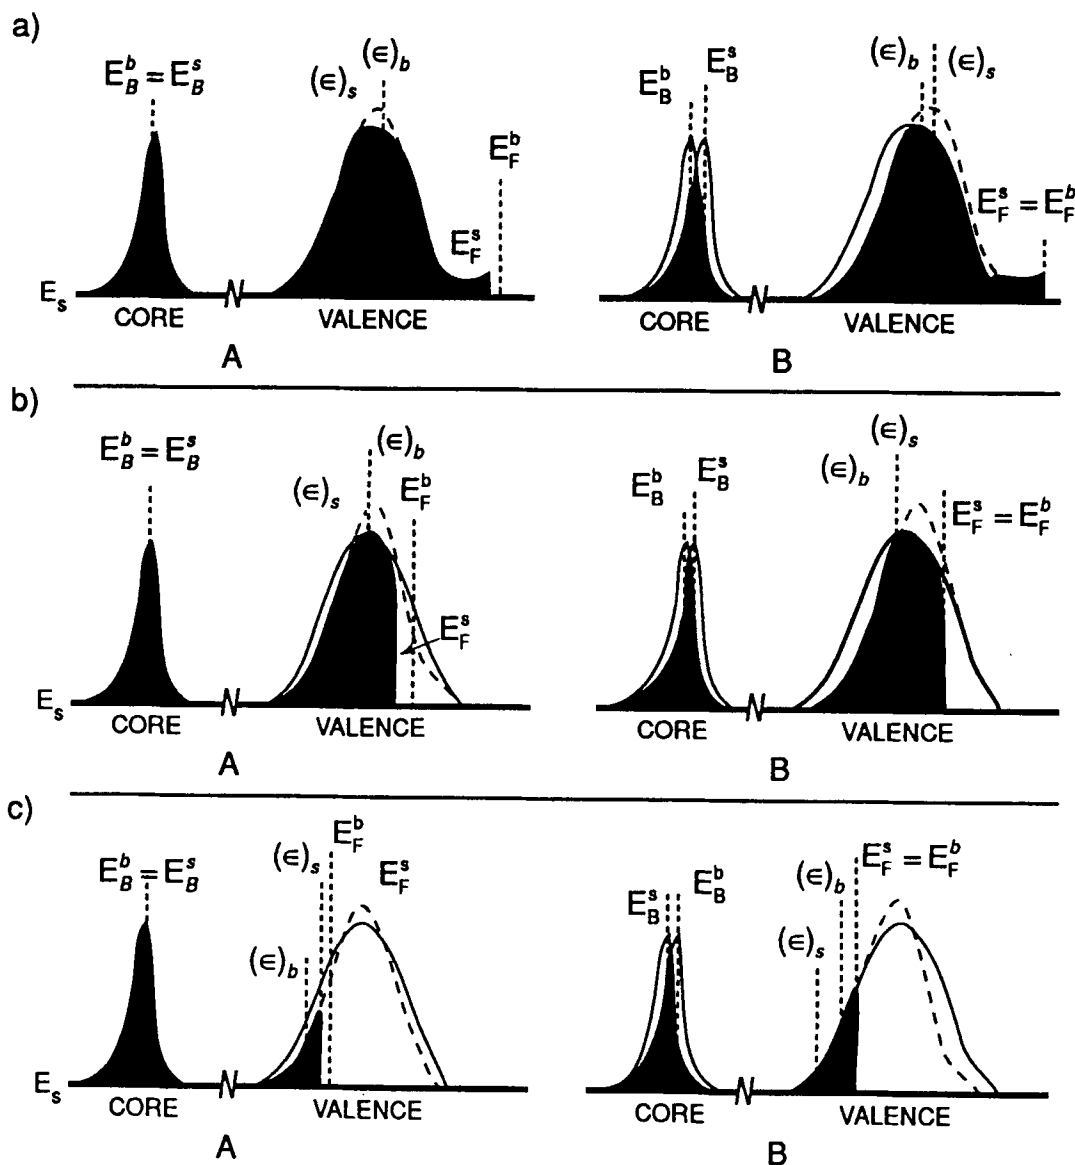 a)
E_B^b = E_B^s
(∈)_s
(∈)_b
E_F^b
E_F^s
E_s
CORE
VALENCE
A
E_B^b
E_B^s
(∈)_b
(∈)_s
E_F^s = E_F^b
CORE
VALENCE
B
b)
E_B^b = E_B^s
(∈)_s
(∈)_b
E_F^b
E_F^s
E_s
CORE
VALENCE
A
E_B^b
E_B^s
(∈)_b
(∈)_s
E_F^s = E_F^b
CORE
VALENCE
B
c)
E_B^b = E_B^s
(∈)_b
(∈)_s
E_F^b
E_F^s
E_s
CORE
VALENCE
A
E_B^s
E_B^b
(∈)_s
(∈)_b
E_F^s = E_F^b
CORE
VALENCE
B